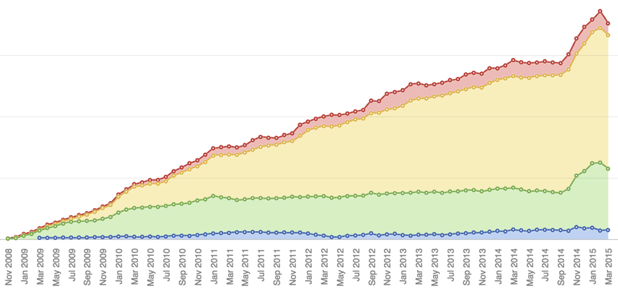 Nov 2008
Jan 2009
Mar 2009
May 2009
Jul 2009
Sep 2009
Nov 2009
Jan 2010
Mar 2010
May 2010
Jul 2010
Sep 2010
Nov 2010
Jan 2011
Mar 2011
May 2011
Jul 2011
Sep 2011
Nov 2011
Jan 2012
Mar 2012
May 2012
Jul 2012
Sep 2012
Nov 2012
Jan 2013
Mar 2013
May 2013
Jul 2013
Sep 2013
Nov 2013
Jan 2014
Mar 2014
May 2014
Jul 2014
Sep 2014
Nov 2014
Jan 2015
Mar 2015